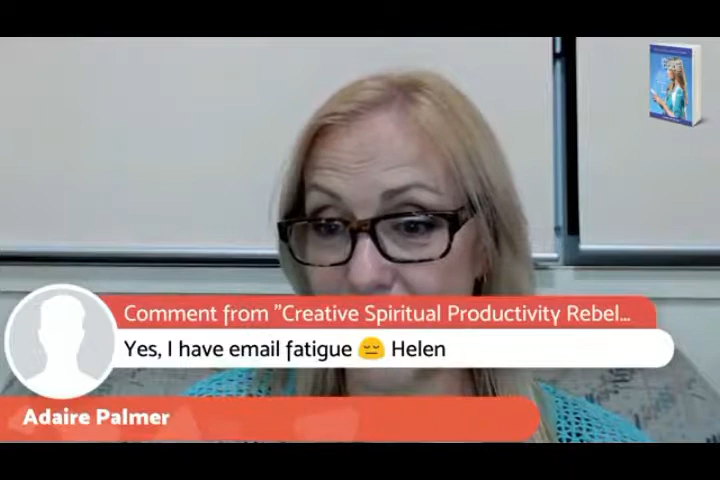 Comment from "Creative Spiritual Productivity Rebel...
Yes, I have email fatigue 😔 Helen
Adaire Palmer